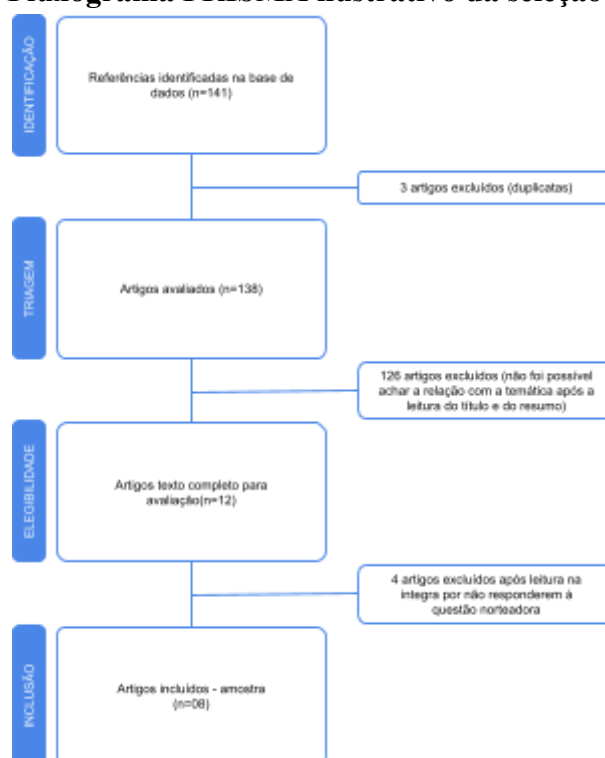 Fluxograma PRISMA ilustrativo da seleção
IDENTIFICAÇÃO
Referências identificadas na base de
dados (n=141)
3 artigos excluídos (duplicatas)
TRIAGEM
Artigos avaliados (n=138)
126 artigos excluídos (não foi possível
achar a relação com a temática após a
leitura do título e do resumo)
ELEGIBILIDADE
Artigos texto completo para
avaliação(n=12)
4 artigos excluídos após leitura na
integra por não responderem à
questão norteadora
INCLUSÃO
Artigos incluídos - amostra
(n=08)